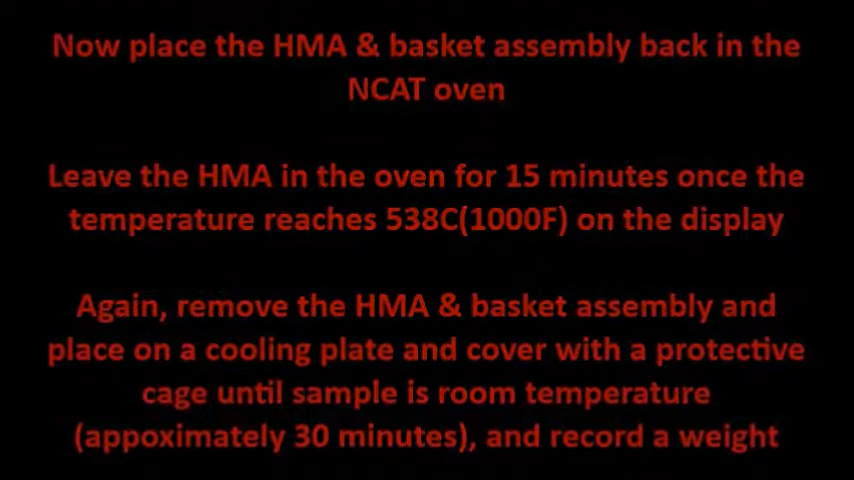 Now place the HMA & basket assembly back in the
NCAT oven
Leave the HMA in the oven for 15 minutes once the
temperature reaches 538C(1000F) on the display
Again, remove the HMA & basket assembly and
place on a cooling plate and cover with a protective
cage until sample is room temperature
(appoximately 30 minutes), and record a weight